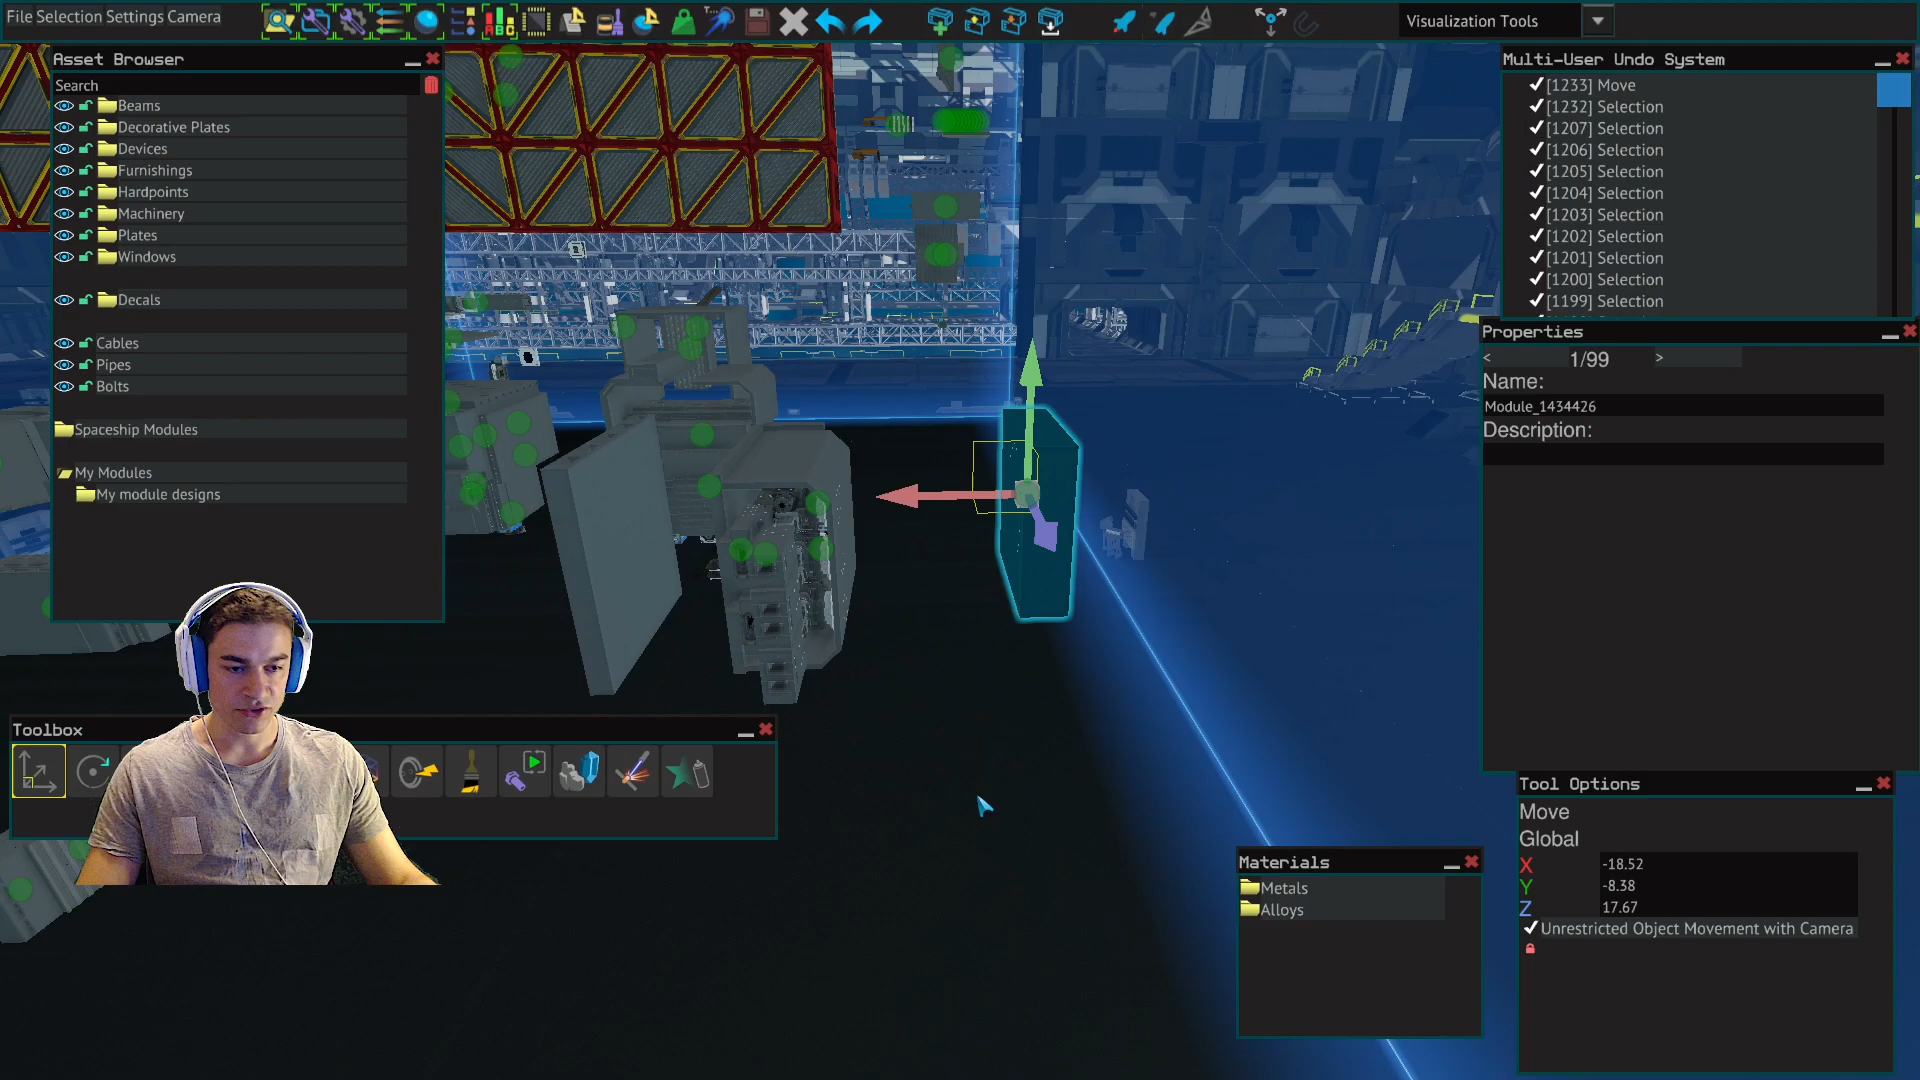 File Selection Settings Camera
Visualization Tools
Asset Browser
Search
Beams
Decorative Plates
Devices
Furnishings
Hardpoints
Machinery
Plates
Windows
Decals
Cables
Pipes
Bolts
Spaceship Modules
My Modules
My module designs
Multi-User Undo System
[1233] Move
[1232] Selection
[1207] Selection
[1206] Selection
[1205] Selection
[1204] Selection
[1203] Selection
[1202] Selection
[1201] Selection
[1200] Selection
[1199] Selection
Properties
< 1/99 >
Name:
Module_1434426
Description:
Toolbox
Materials
Metals
Alloys
Tool Options
Move
Global
X -18.52
Y -8.38
Z 17.67
Unrestricted Object Movement with Camera